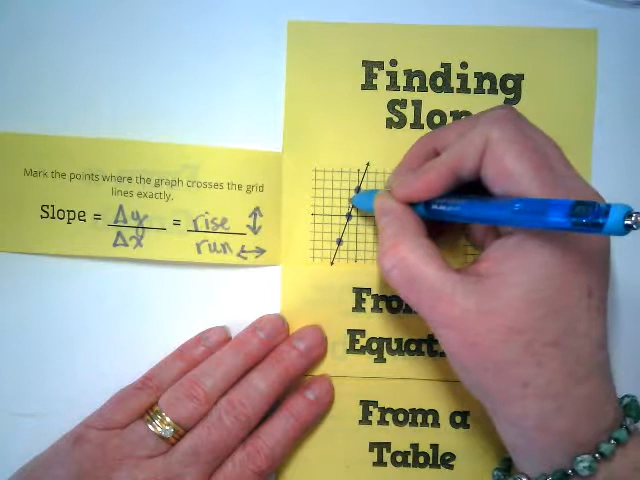 Finding
Mark the points where the graph crosses the grid
lines exactly.
Slope = Δy/Δx = rise ↕/run ↔
From a
Table